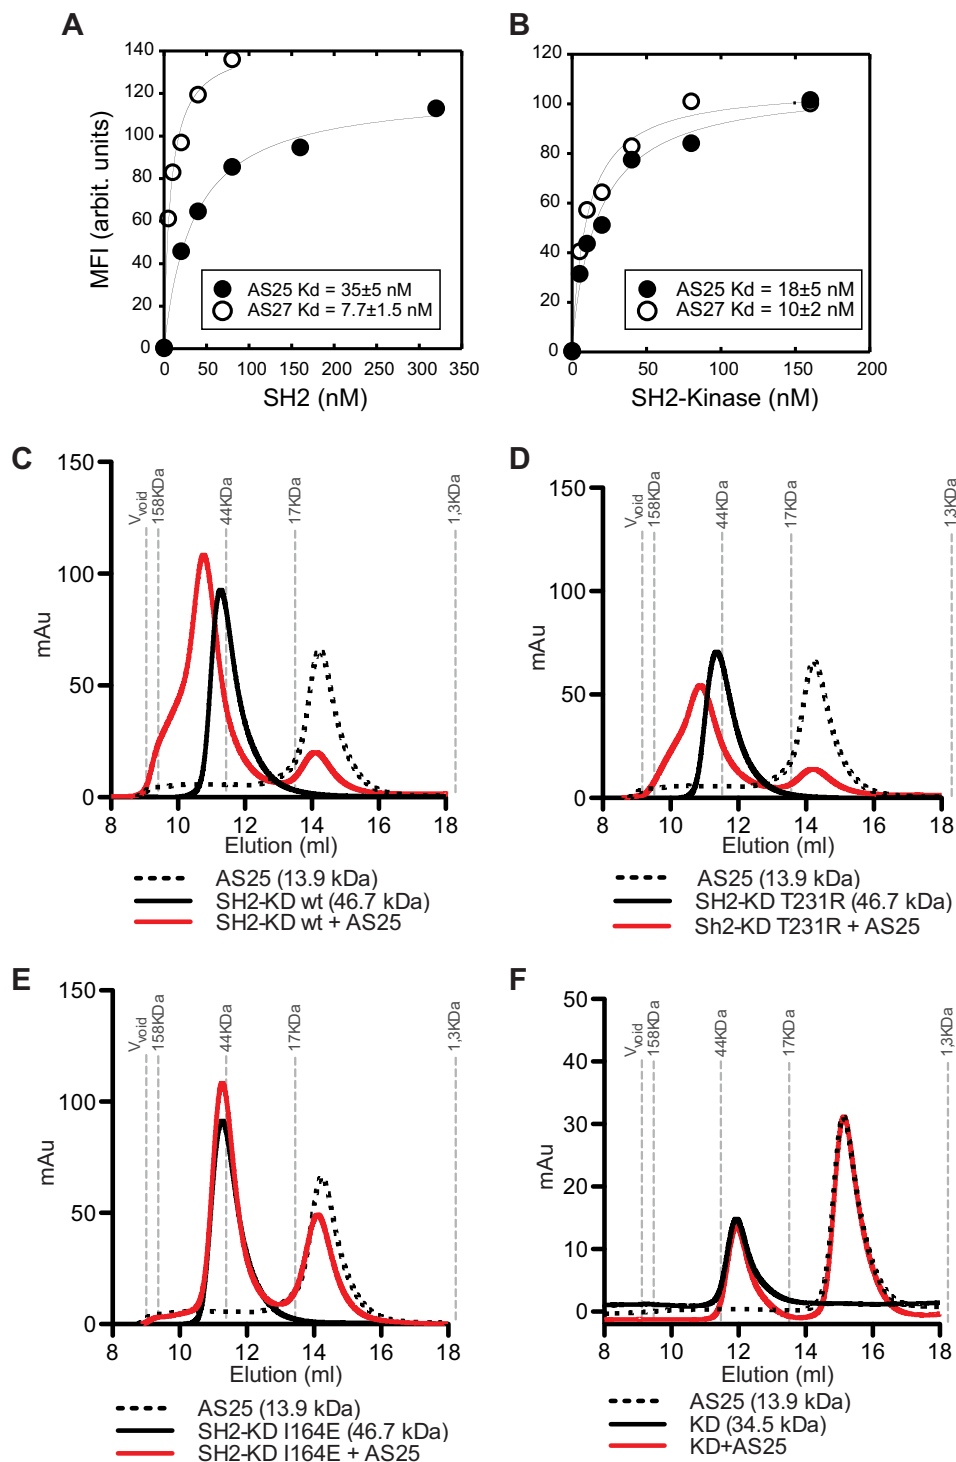 A
MFI (arbit. units)
140
120
100
80
60
40
20
0
AS25 Kd = 35±5 nM
AS27 Kd = 7.7±1.5 nM
0 50 100 150 200 250 300 350
SH2 (nM)
B
120
100
80
60
40
20
0
AS25 Kd = 18±5 nM
AS27 Kd = 10±2 nM
0 50 100 150 200
SH2-Kinase (nM)
C
mAu
150
100
50
0
Vvoid
158KDa
44KDa
17KDa
1,3KDa
8 10 12 14 16 18
Elution (ml)
AS25 (13.9 kDa)
SH2-KD wt (46.7 kDa)
SH2-KD wt + AS25
D
mAu
150
100
50
0
Vvoid
158KDa
44KDa
17KDa
1,3KDa
8 10 12 14 16 18
Elution (ml)
AS25 (13.9 kDa)
SH2-KD T231R (46.7 kDa)
Sh2-KD T231R + AS25
E
mAu
150
100
50
0
Vvoid
158KDa
44KDa
17KDa
1,3KDa
8 10 12 14 16 18
Elution (ml)
AS25 (13.9 kDa)
SH2-KD I164E (46.7 kDa)
SH2-KD I164E + AS25
F
mAu
50
40
30
20
10
0
Vvoid
158KDa
44KDa
17KDa
1,3KDa
8 10 12 14 16 18
Elution (ml)
AS25 (13.9 kDa)
KD (34.5 kDa)
KD+AS25